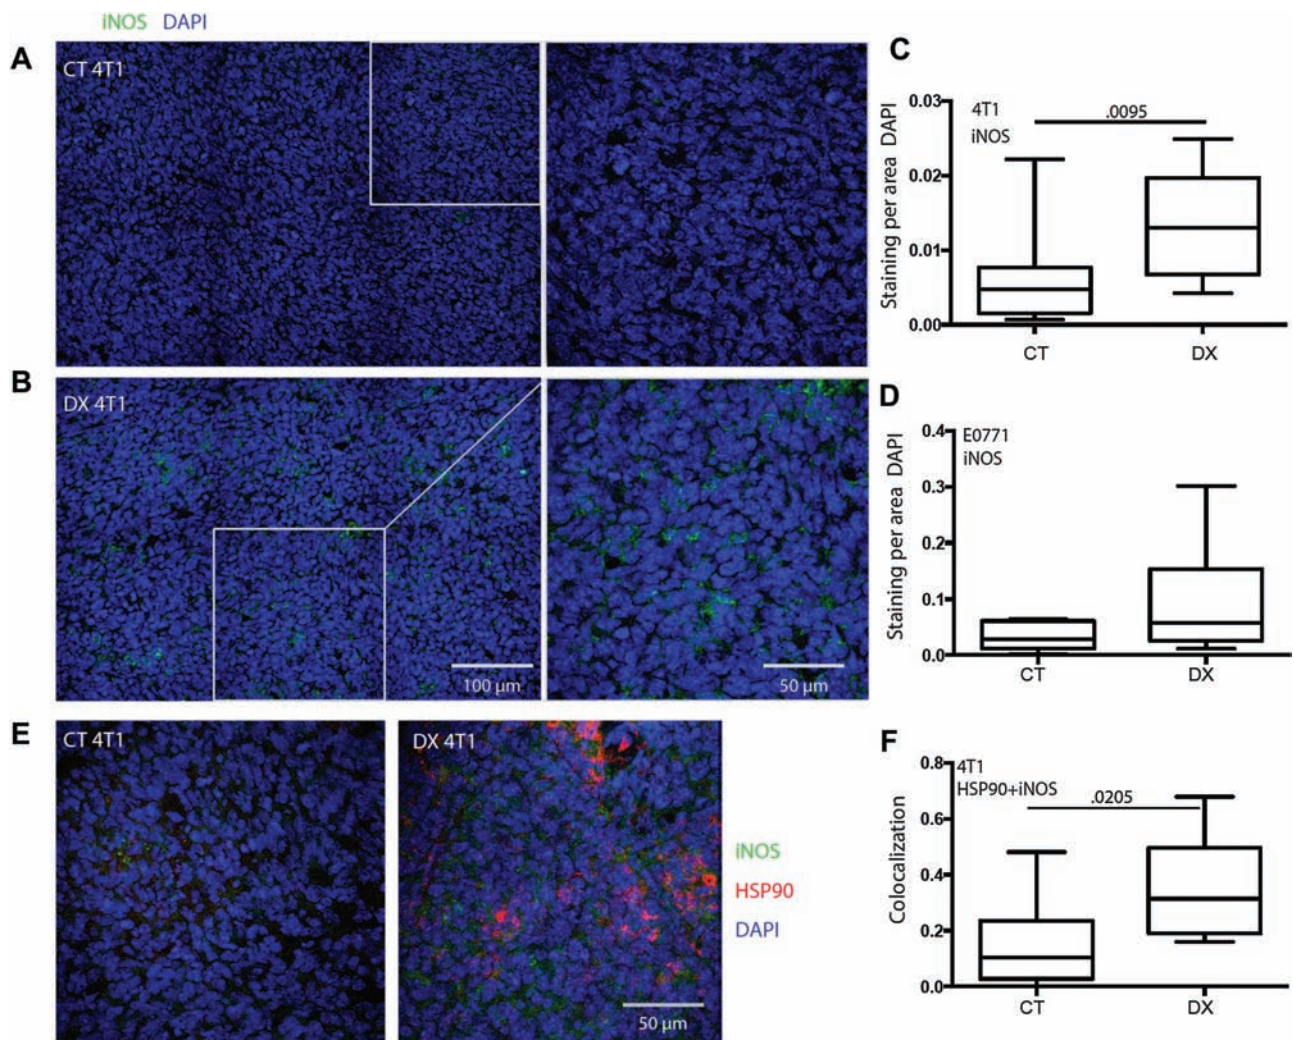 iNOS DAPI
A
CT 4T1
B
DX 4T1
100 μm
50 μm
C
4T1
iNOS
.0095
Staining per area DAPI
0.03
0.02
0.01
0.00
CT
DX
D
E0771
iNOS
Staining per area DAPI
0.4
0.3
0.2
0.1
0.0
CT
DX
E
CT 4T1
DX 4T1
50 μm
iNOS
HSP90
DAPI
F
4T1
HSP90+iNOS
.0205
Colocalization
0.8
0.6
0.4
0.2
0.0
CT
DX